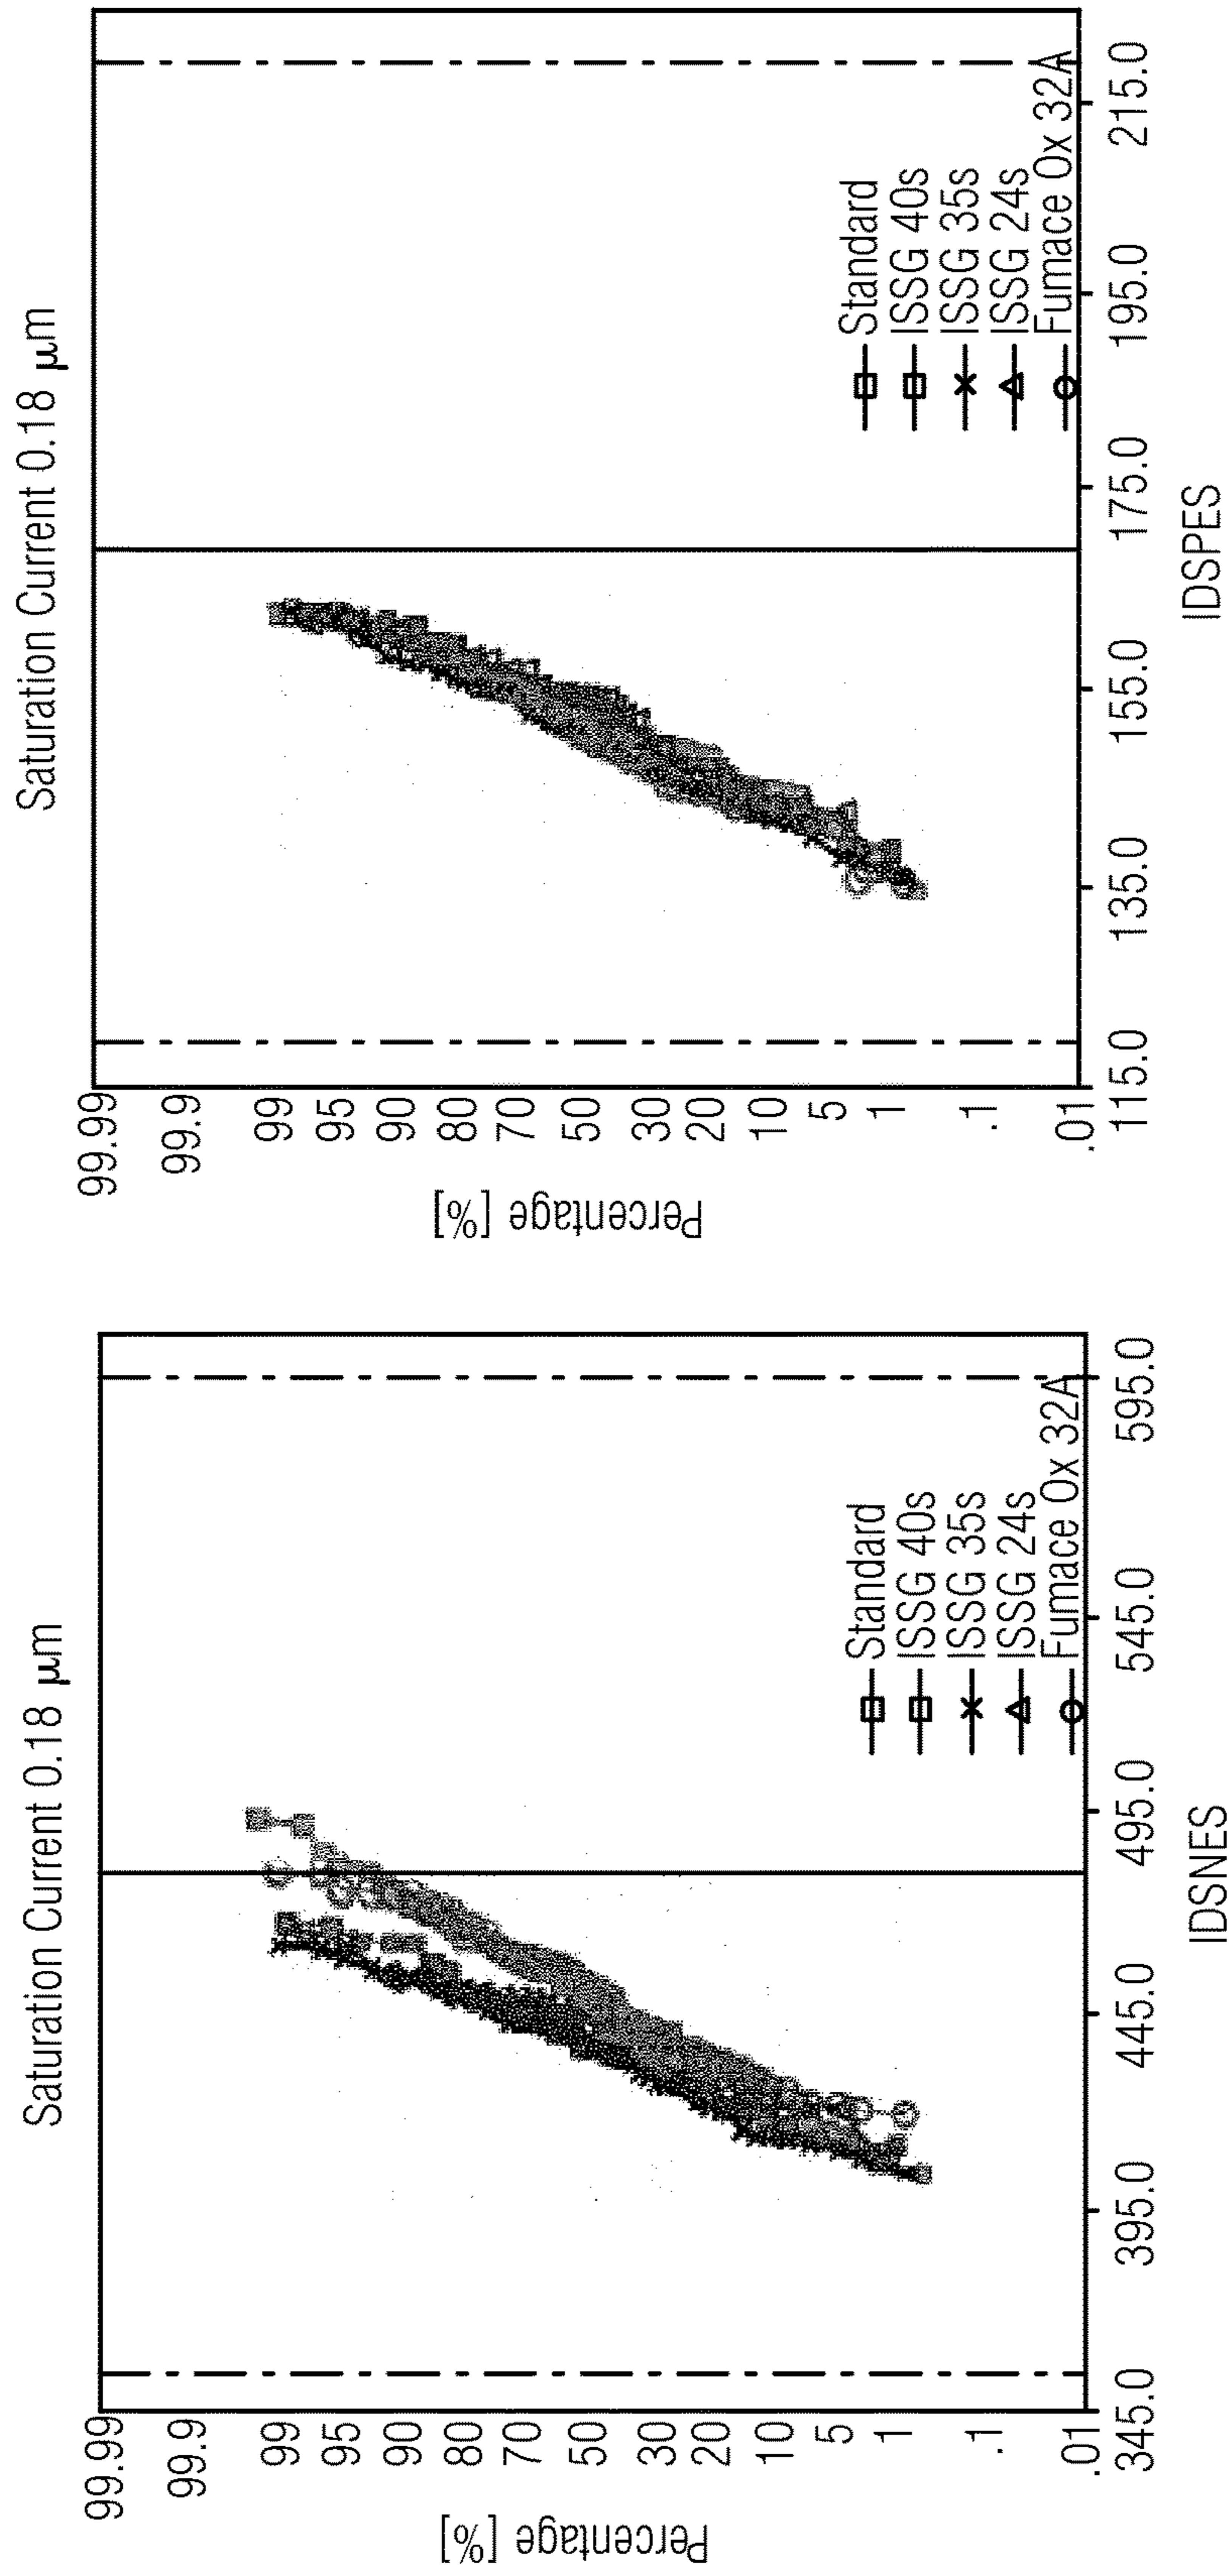 Saturation Current 0.18 µm
Percentage [%]
99.99
99.9
99
95
90
80
70
50
30
20
10
5
1
.1
.01
345.0
395.0
445.0
495.0
545.0
595.0
IDSNES
Standard
ISSG 40s
ISSG 35s
ISSG 24s
Fumace Ox 32A
Saturation Current 0.18 µm
Percentage [%]
99.99
99.9
99
95
90
80
70
50
30
20
10
5
1
.1
.01
115.0
135.0
155.0
175.0
195.0
215.0
IDSPES
Standard
ISSG 40s
ISSG 35s
ISSG 24s
Fumace Ox 32A